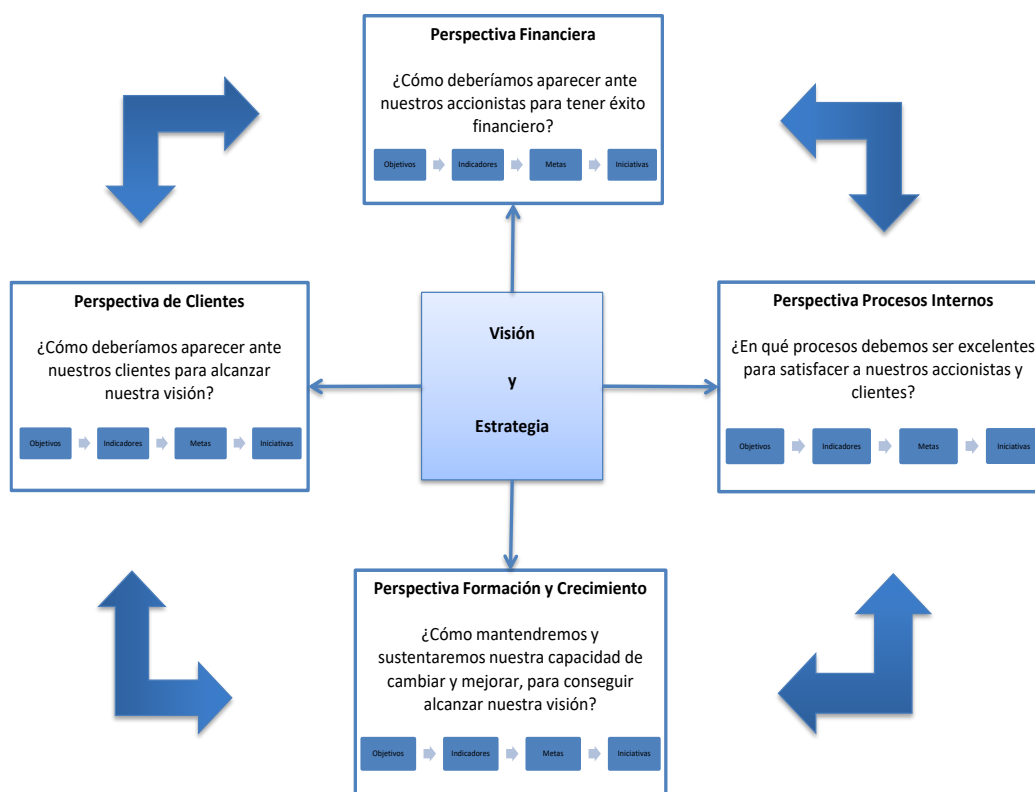 Perspectiva Financiera
¿Cómo deberíamos aparecer ante
nuestros accionistas para tener éxito
financiero?
Objetivos
Indicadores
Metas
Iniciativas
Perspectiva de Clientes
¿Cómo deberíamos aparecer ante
nuestros clientes para alcanzar
nuestra visión?
Objetivos
Indicadores
Metas
Iniciativas
Visión
y
Estrategia
Perspectiva Procesos Internos
¿En qué procesos debemos ser excelentes
para satisfacer a nuestros accionistas y
clientes?
Objetivos
Indicadores
Metas
Iniciativas
Perspectiva Formación y Crecimiento
¿Cómo mantendremos y
sustentaremos nuestra capacidad de
cambiar y mejorar, para conseguir
alcanzar nuestra visión?
Objetivos
Indicadores
Metas
Iniciativas